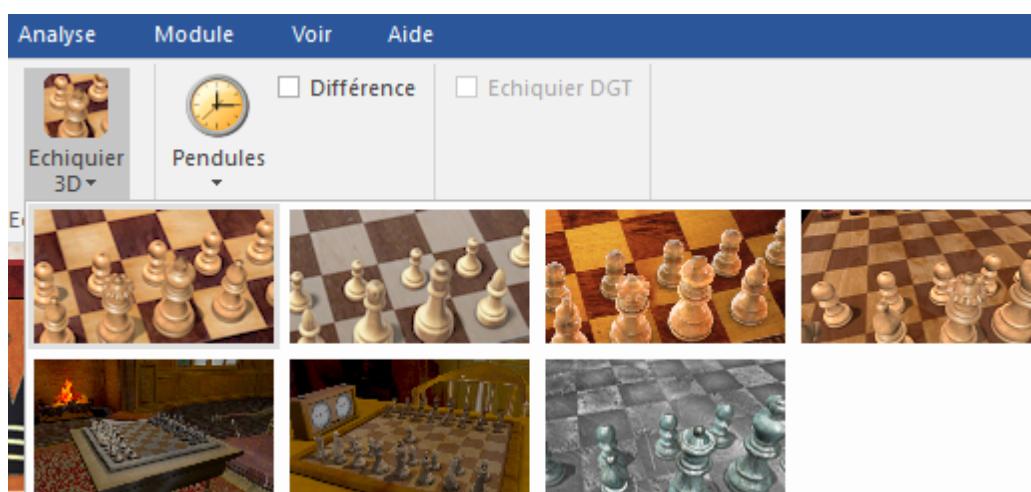 Analyse Module Voir Aide
Différence
Echiquier DGT
Echiquier
3D
Pendules